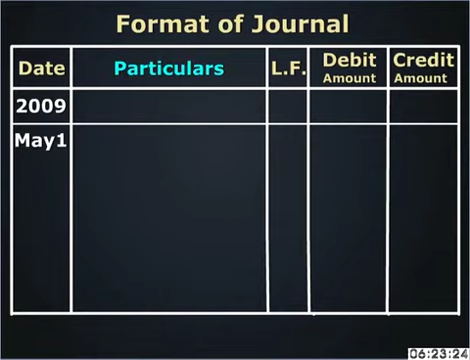 Format of Journal
Date Particulars L.F. Debit Amount Credit Amount
2009
May1
06:23:24